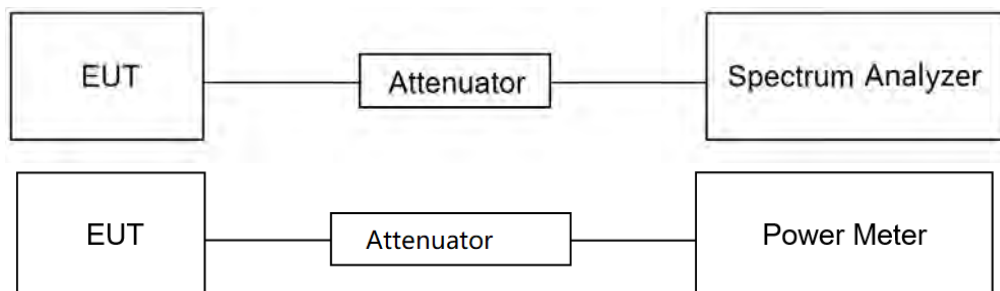 EUT
Attenuator
Spectrum Analyzer
EUT
Attenuator
Power Meter